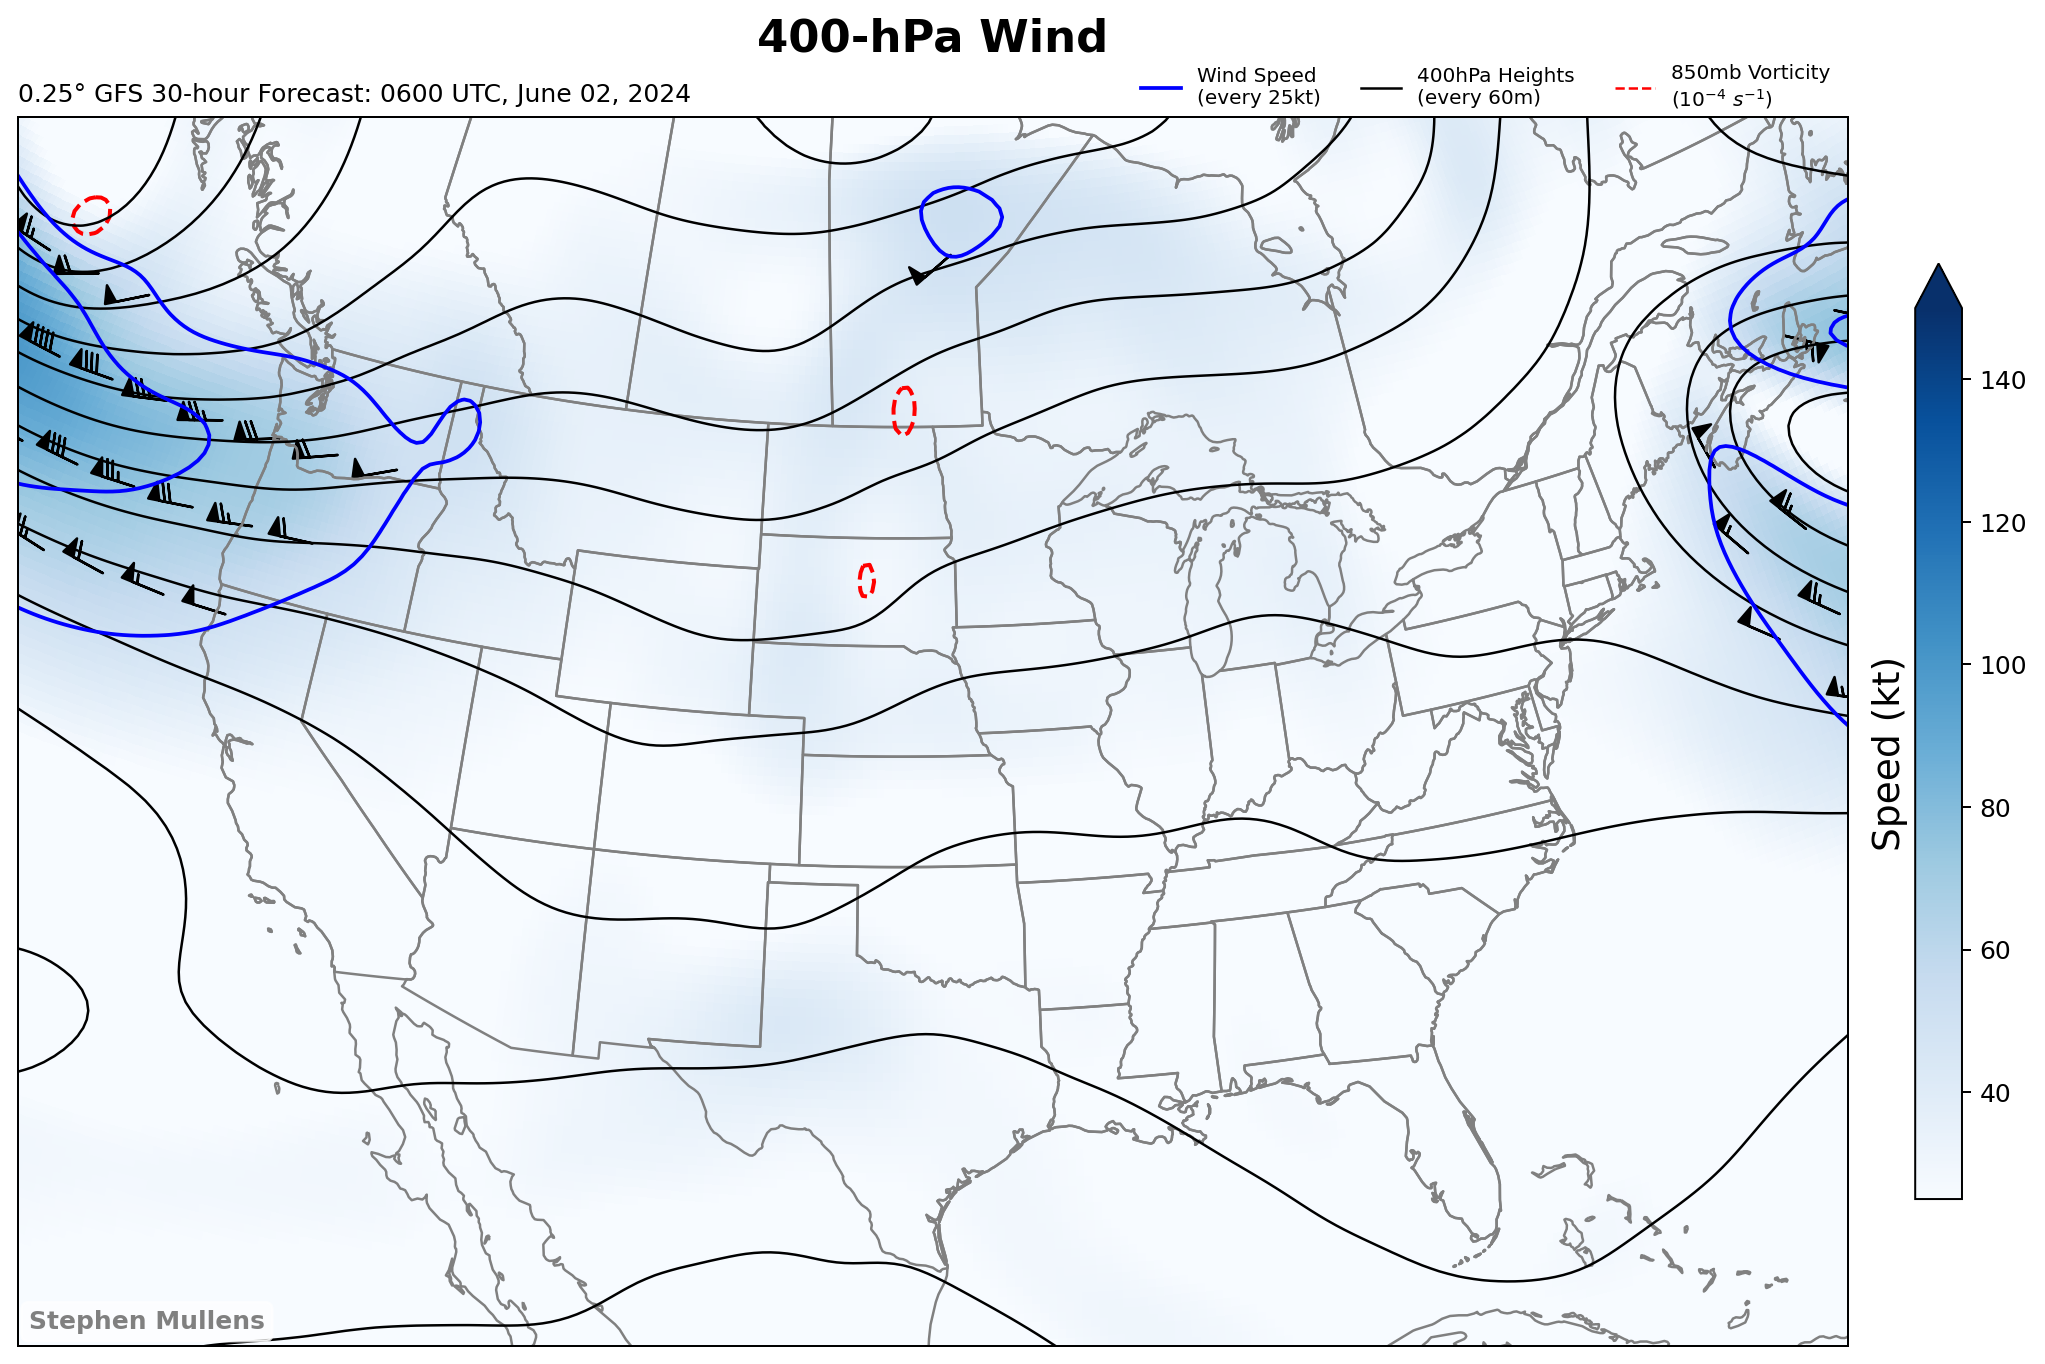 400-hPa Wind
0.25° GFS 30-hour Forecast: 0600 UTC, June 02, 2024
Wind Speed
(every 25kt)
400hPa Heights
(every 60m)
850mb Vorticity
(10⁻⁴ s⁻¹)
140
120
100
80
60
40
Speed (kt)
Stephen Mullens